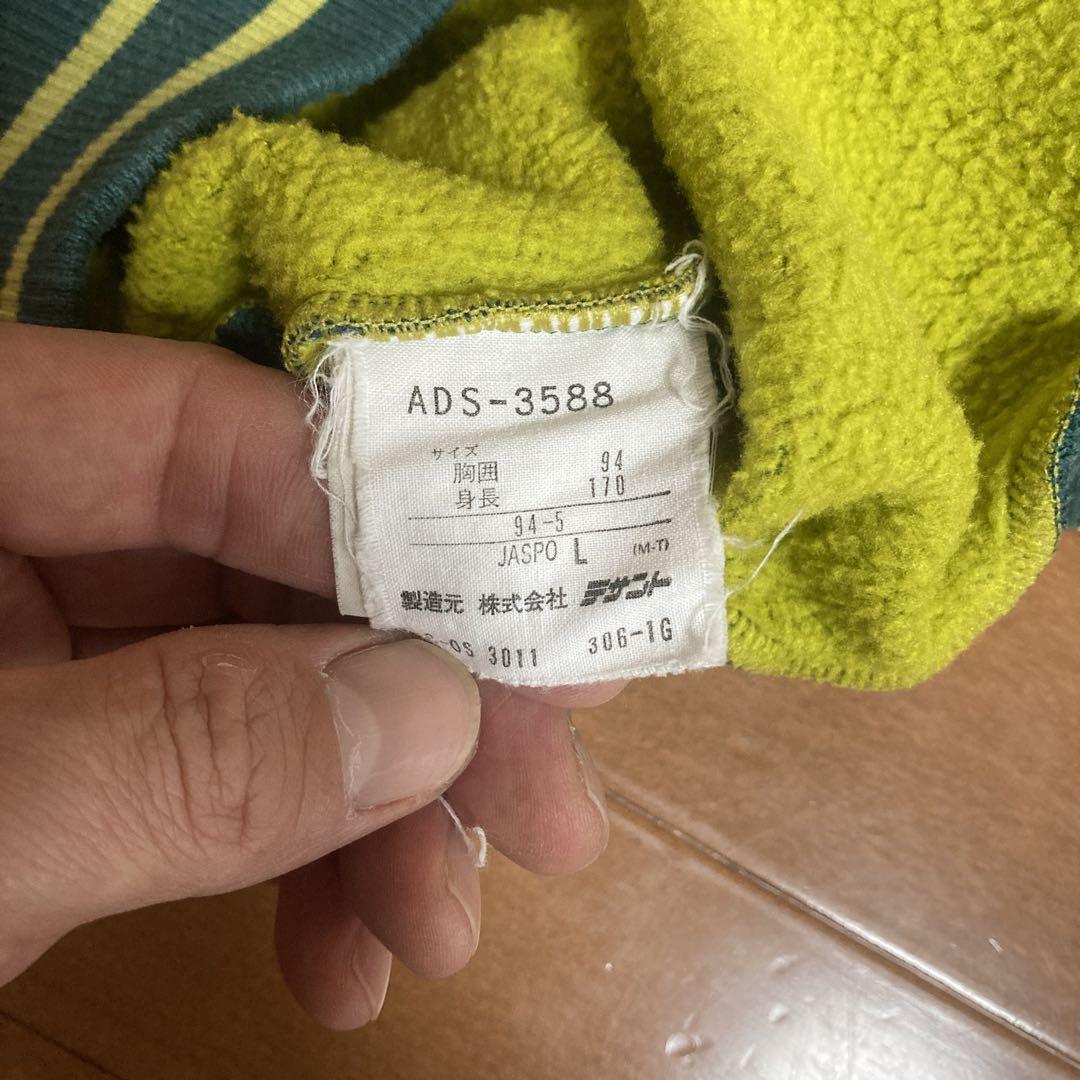 ADS-3588
サイズ
胸囲 94
身長 170
94-5
JASPO L (M-T)
製造元 株式会社 デサント
OS 3011 306-1G